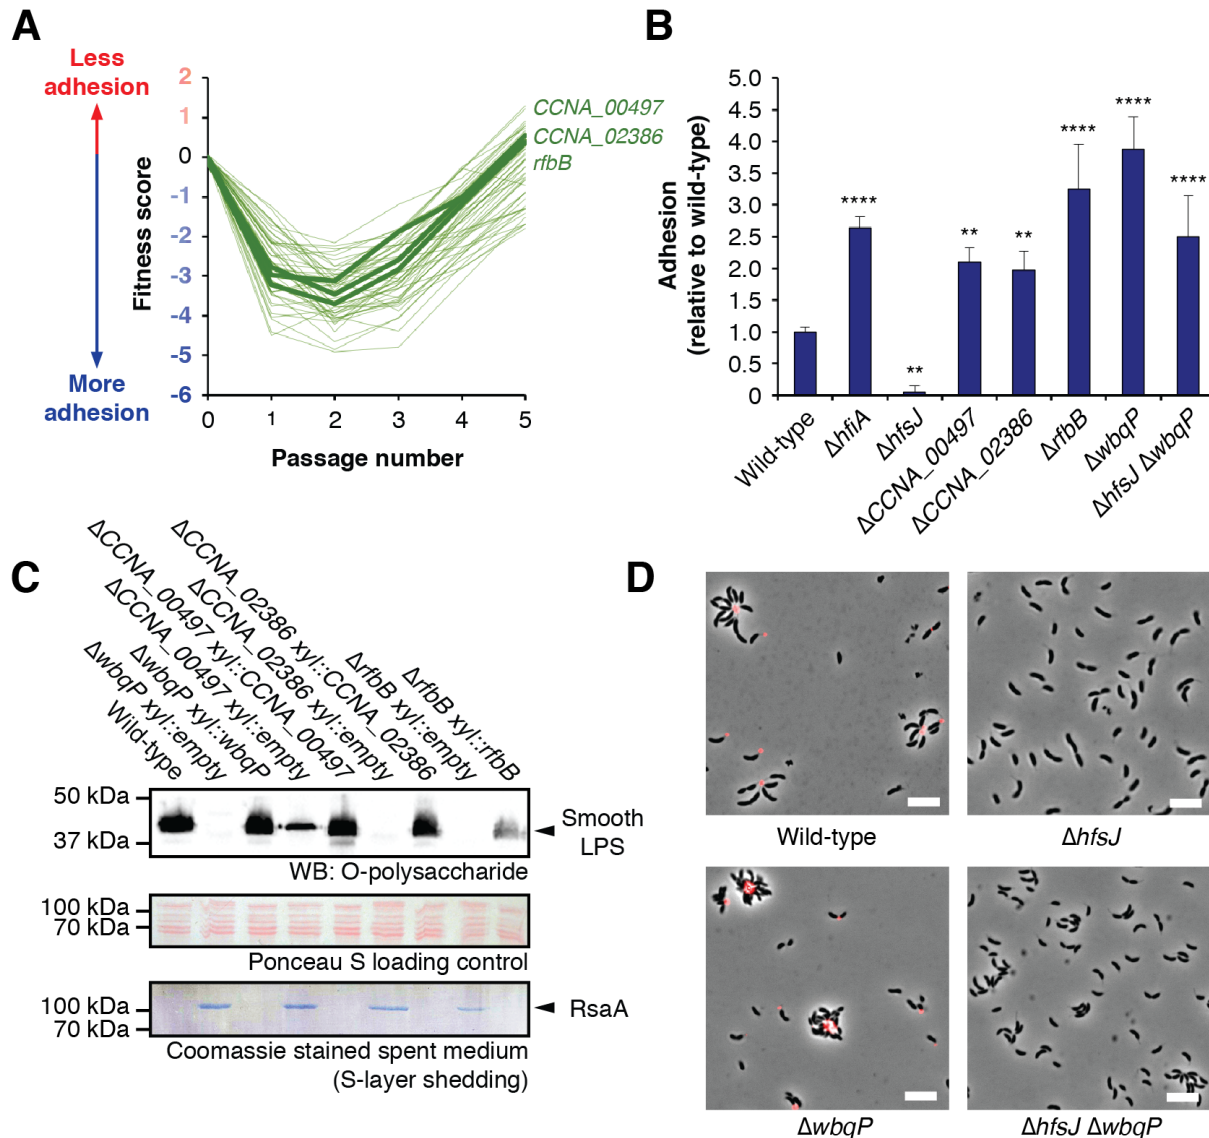 A
Less
adhesion
More
adhesion
Fitness score
2
1
0
-1
-2
-3
-4
-5
-6
0 1 2 3 4 5
Passage number
CCNA_00497
CCNA_02386
rfbB
B
Adhesion
(relative to wild-type)
5.0
4.5
4.0
3.5
3.0
2.5
2.0
1.5
1.0
0.5
0
****
**
**
**
****
****
****
Wild-type
ΔhfiA
ΔhfsJ
ΔCCNA_00497
ΔCCNA_02386
ΔrfbB
ΔwbqP
ΔhfsJ ΔwbqP
C
Wild-type
ΔwbqP xyl::empty
ΔwbqP xyl::wbqP
ΔCCNA_00497 xyl::empty
ΔCCNA_00497 xyl::CCNA_00497
ΔCCNA_02386 xyl::empty
ΔCCNA_02386 xyl::CCNA_02386
ΔrfbB xyl::empty
ΔrfbB xyl::rfbB
50 kDa
37 kDa
Smooth
LPS
WB: O-polysaccharide
100 kDa
70 kDa
Ponceau S loading control
100 kDa
70 kDa
RsaA
Coomassie stained spent medium
(S-layer shedding)
D
Wild-type
ΔhfsJ
ΔwbqP
ΔhfsJ ΔwbqP